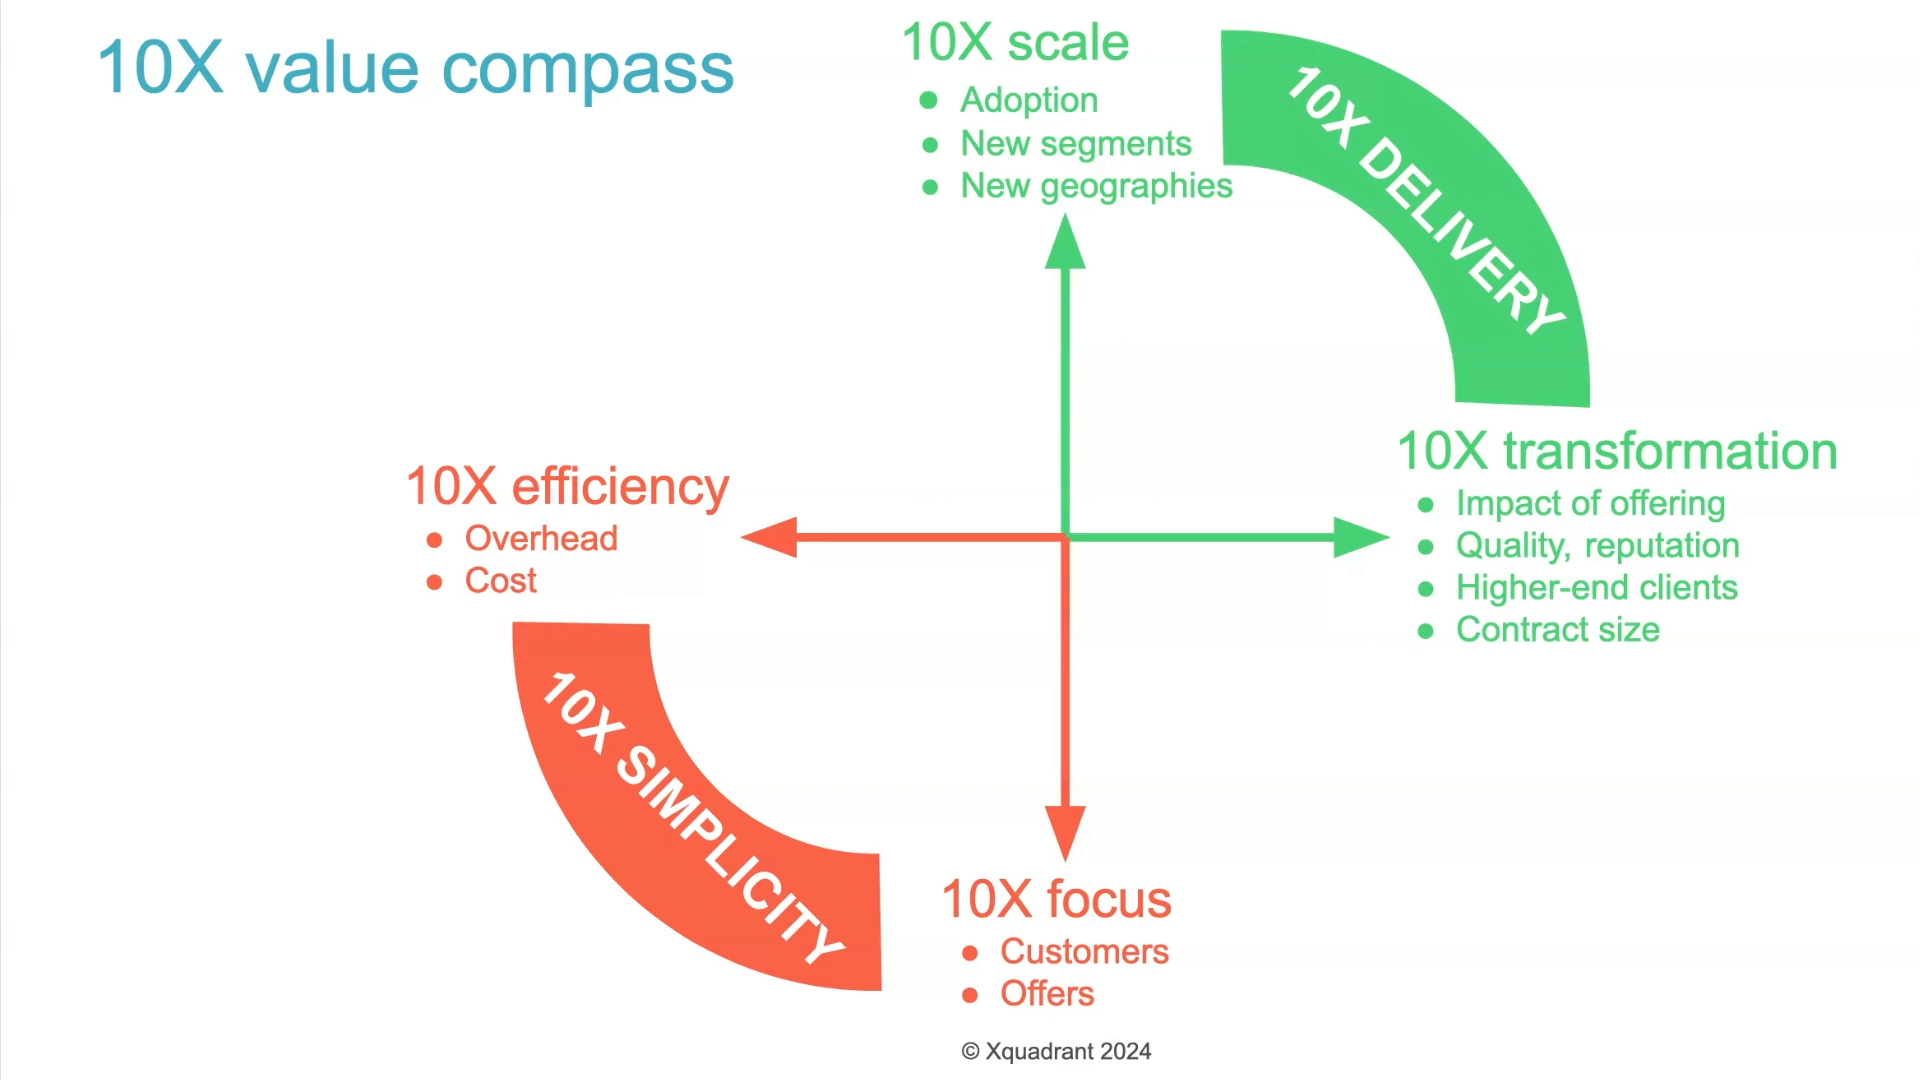 10X value compass
10X scale
Adoption
New segments
New geographies
10X DELIVERY
10X transformation
Impact of offering
Quality, reputation
Higher-end clients
Contract size
10X efficiency
Overhead
Cost
10X SIMPLICITY
10X focus
Customers
Offers
© Xquadrant 2024